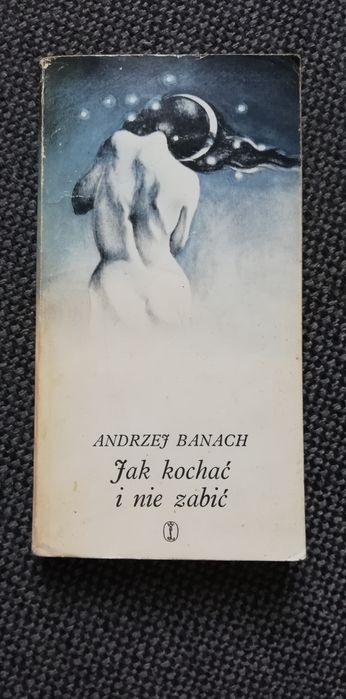 ANDRZEJ BANACH
Jak kochać
i nie zabić